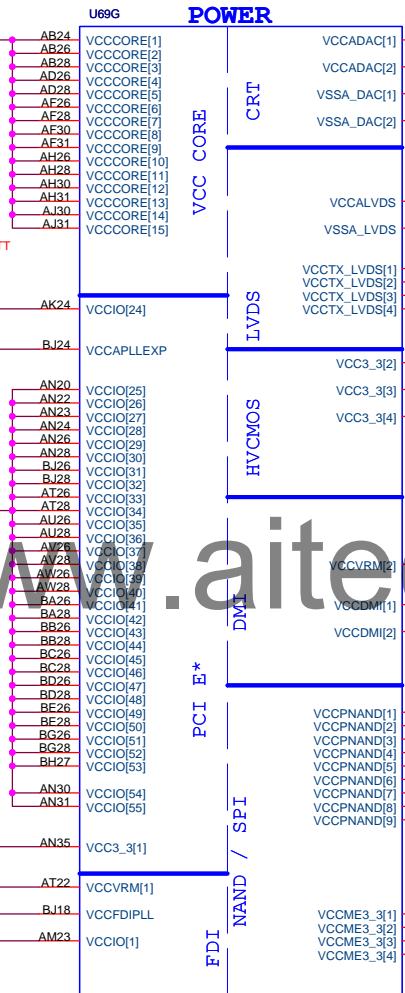 U69G
POWER
AB24 VCCCORE[1]
AB26 VCCCORE[2]
AB28 VCCCORE[3]
AD26 VCCCORE[4]
AD28 VCCCORE[5]
AF26 VCCCORE[6]
AF28 VCCCORE[7]
AF30 VCCCORE[8]
AF31 VCCCORE[9]
AH26 VCCCORE[10]
AH28 VCCCORE[11]
AH30 VCCCORE[12]
AH31 VCCCORE[13]
AJ30 VCCCORE[14]
AJ31 VCCCORE[15]
TT
AK24 VCCIO[24]
BJ24 VCCAPLLEXP
AN20 VCCIO[25]
AN22 VCCIO[26]
AN23 VCCIO[27]
AN24 VCCIO[28]
AN26 VCCIO[29]
AN28 VCCIO[30]
BJ26 VCCIO[31]
BJ28 VCCIO[32]
AT26 VCCIO[33]
AT28 VCCIO[34]
AU26 VCCIO[35]
AU28 VCCIO[36]
AV26 VCCIO[37]
AV28 VCCIO[38]
AW26 VCCIO[39]
AW28 VCCIO[40]
BA26 VCCIO[41]
BA28 VCCIO[42]
BB26 VCCIO[43]
BB28 VCCIO[44]
BC26 VCCIO[45]
BC28 VCCIO[46]
BD26 VCCIO[47]
BD28 VCCIO[48]
BE26 VCCIO[49]
BE28 VCCIO[50]
BG26 VCCIO[51]
BG28 VCCIO[52]
BH27 VCCIO[53]
AN30 VCCIO[54]
AN31 VCCIO[55]
AN35 VCC3_3[1]
AT22 VCCVRM[1]
BJ18 VCCFDIPLL
AM23 VCCIO[1]
VCC CORE
PCI E*
FDI
CRT
LVDS
HVCMOS
DMI
NAND / SPI
VCCADAC[1]
VCCADAC[2]
VSSA_DAC[1]
VSSA_DAC[2]
VCCALVDS
VSSA_LVDS
VCCTX_LVDS[1]
VCCTX_LVDS[2]
VCCTX_LVDS[3]
VCCTX_LVDS[4]
VCC3_3[2]
VCC3_3[3]
VCC3_3[4]
VCCVRM[2]
VCCDMI[1]
VCCDMI[2]
VCCPNAND[1]
VCCPNAND[2]
VCCPNAND[3]
VCCPNAND[4]
VCCPNAND[5]
VCCPNAND[6]
VCCPNAND[7]
VCCPNAND[8]
VCCPNAND[9]
VCCME3_3[1]
VCCME3_3[2]
VCCME3_3[3]
VCCME3_3[4]
www.aite